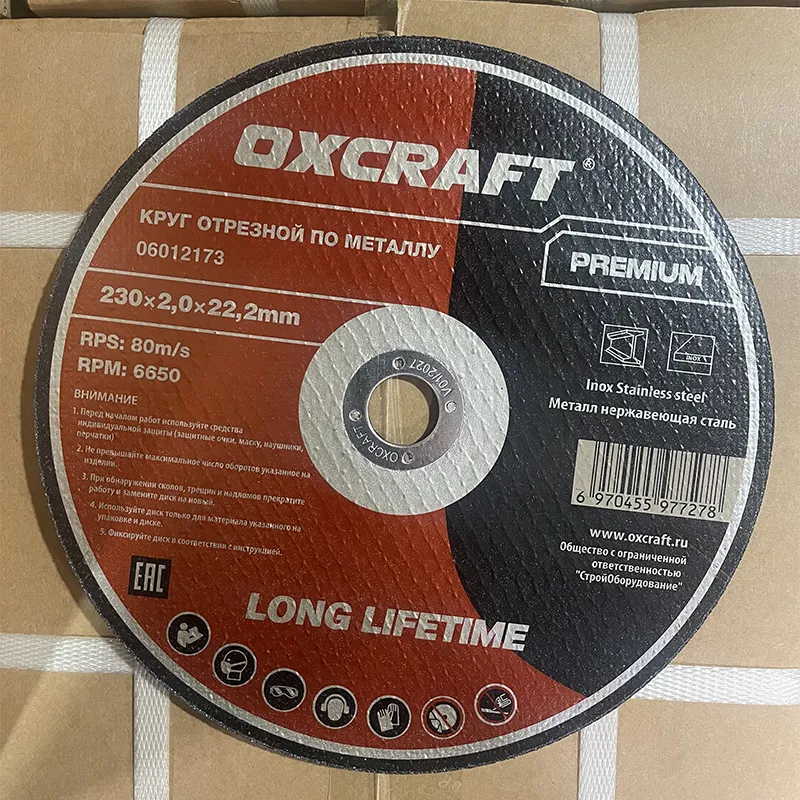 OXCRAFT®
КРУГ ОТРЕЗНОЙ ПО МЕТАЛЛУ
06012173
PREMIUM
230×2,0×22,2mm
RPS: 80m/s
RPM: 6650
ВНИМАНИЕ
1. Перед началом работ используйте средства
индивидуальной защиты (защитные очки, маску, наушники,
перчатки)
2. Не превышайте максимальное число оборотов указанное на
изделии.
3. При обнаружении сколов, трещин и надломов прекратите
работу и замените диск на новый.
4. Используйте диск только для материала указанного на
упаковке и диске.
5. Фиксируйте диск в соответствии с инструкцией.
V01/2027
OXCRAFT
INOX
Inox Stainless steel
Металл нержавеющая сталь
6 970455 977278
www.oxcraft.ru
Общество с ограниченной
ответственностью
"СтройОборудование"
EAC
LONG LIFETIME